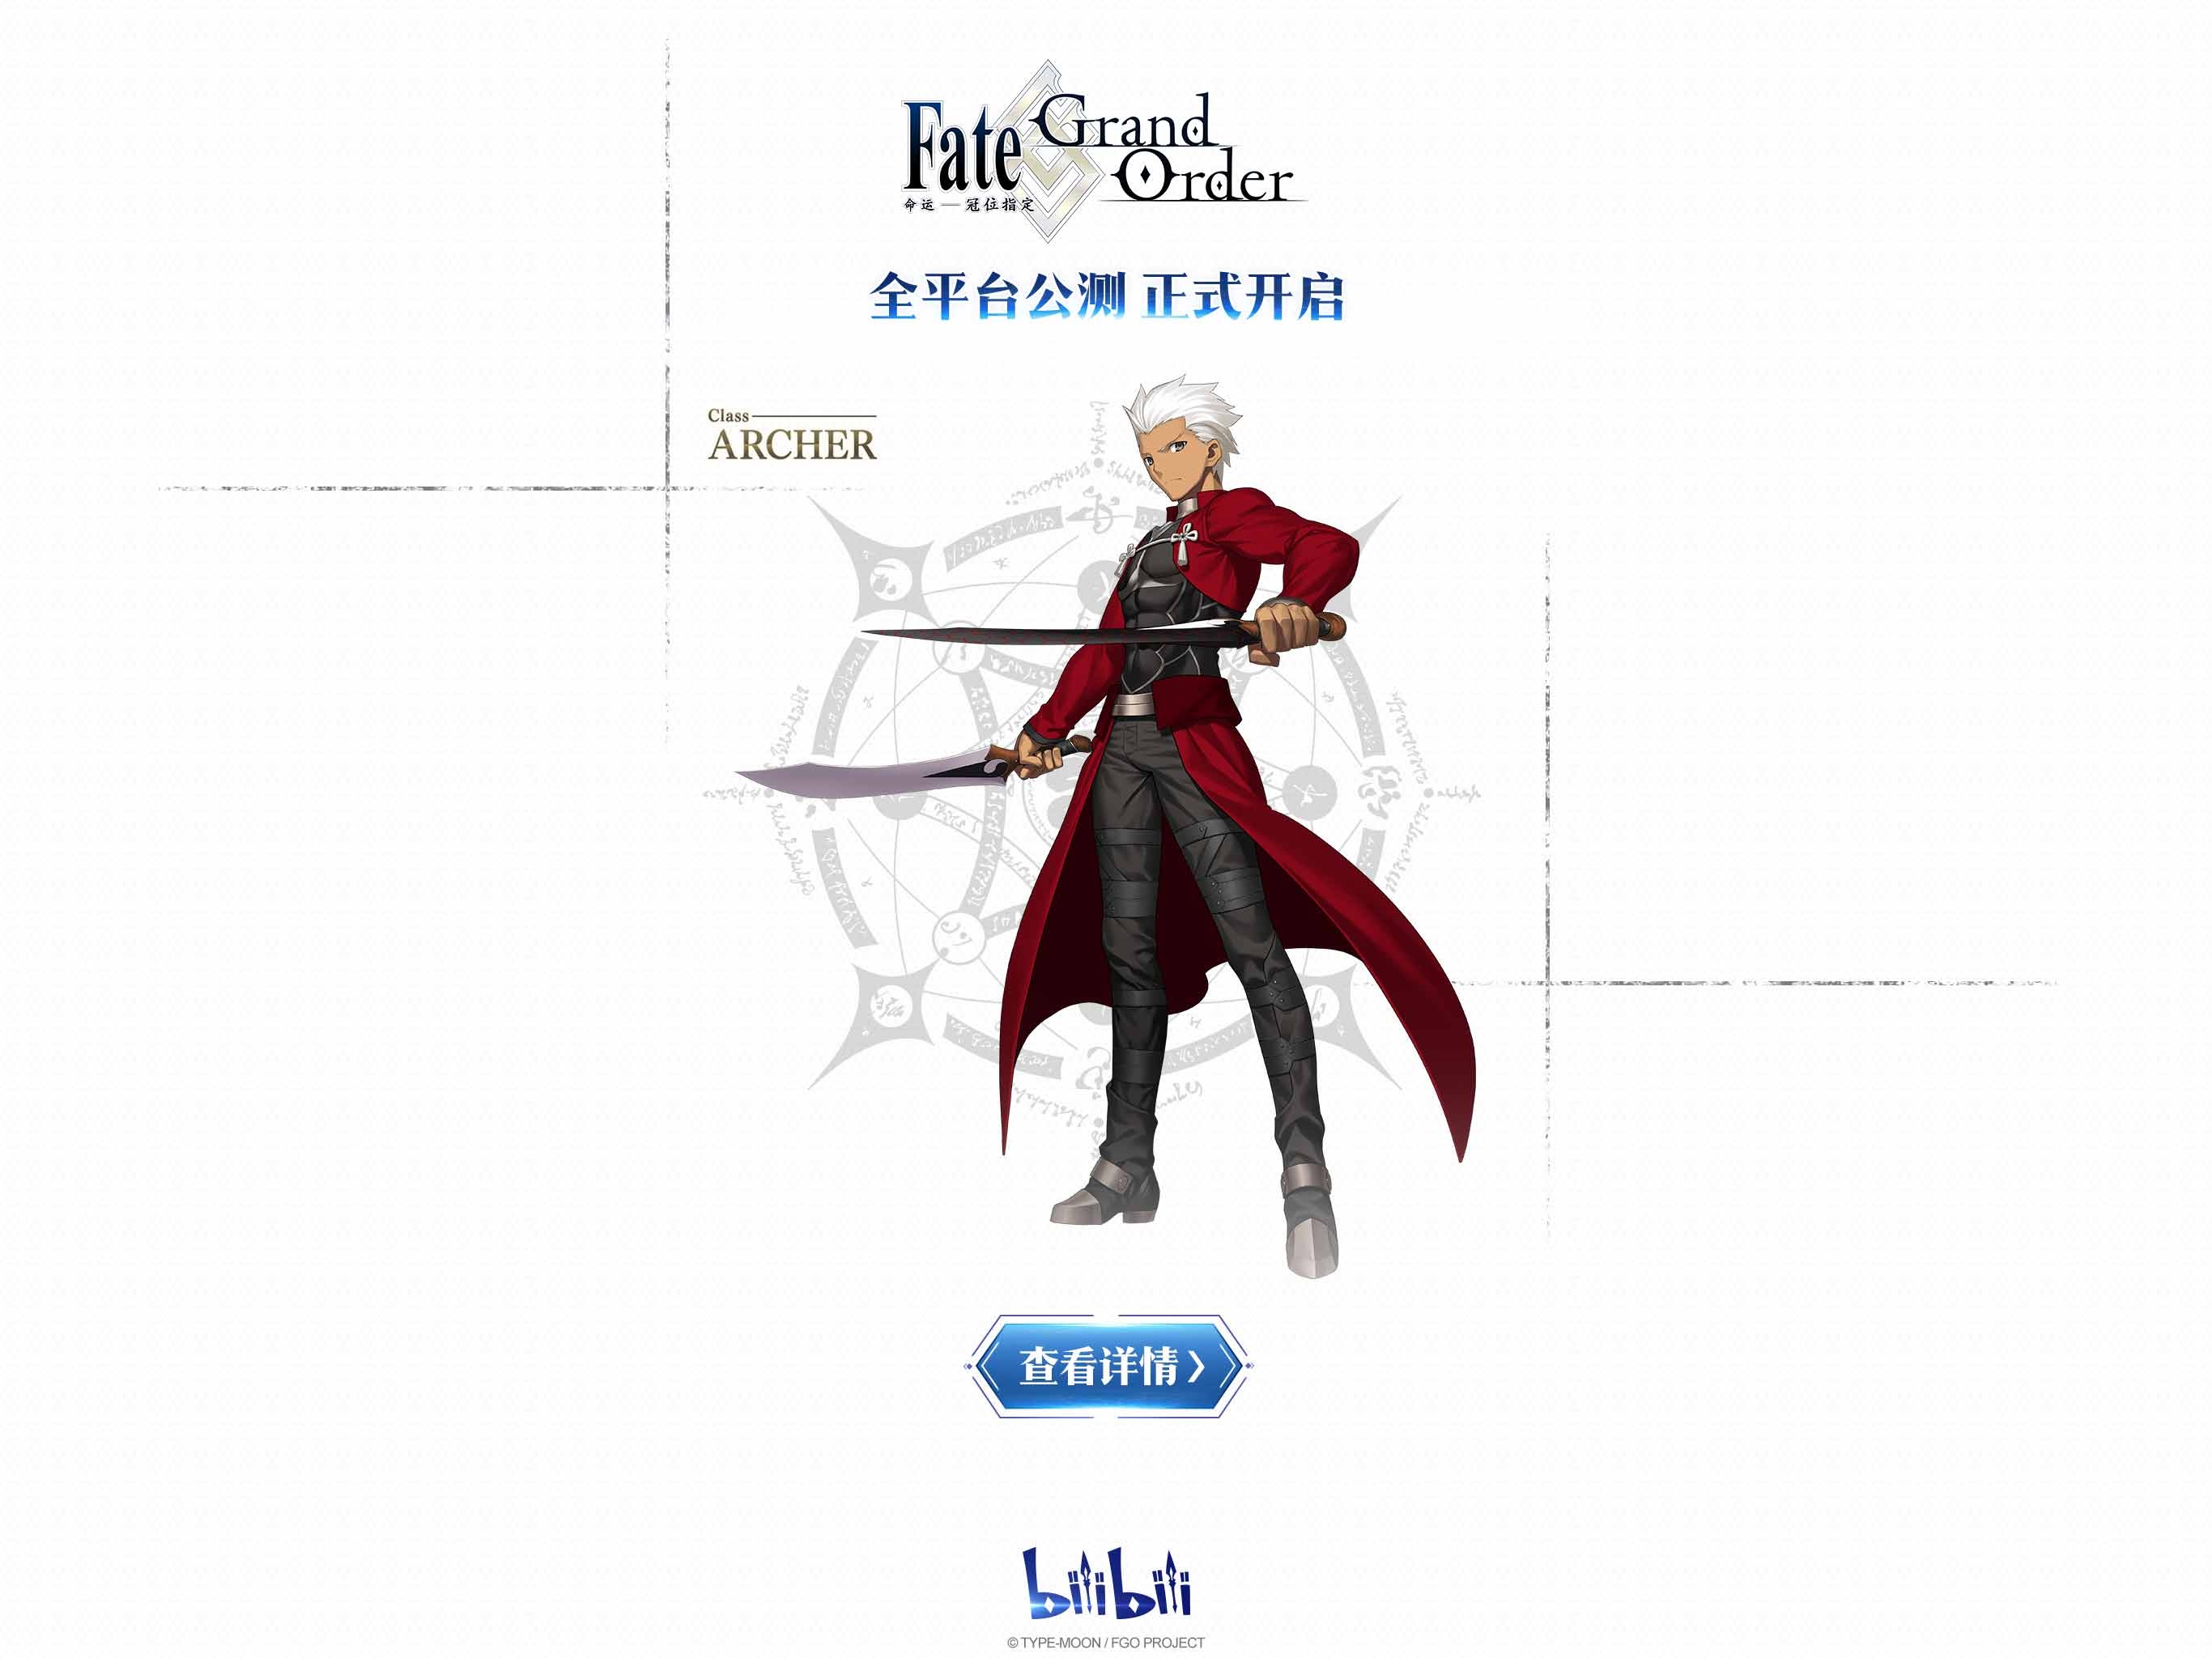 Fate
Grand
Order
命运—冠位指定
全平台公测 正式开启
Class
ARCHER
查看详情
bilibili
© TYPE-MOON / FGO PROJECT